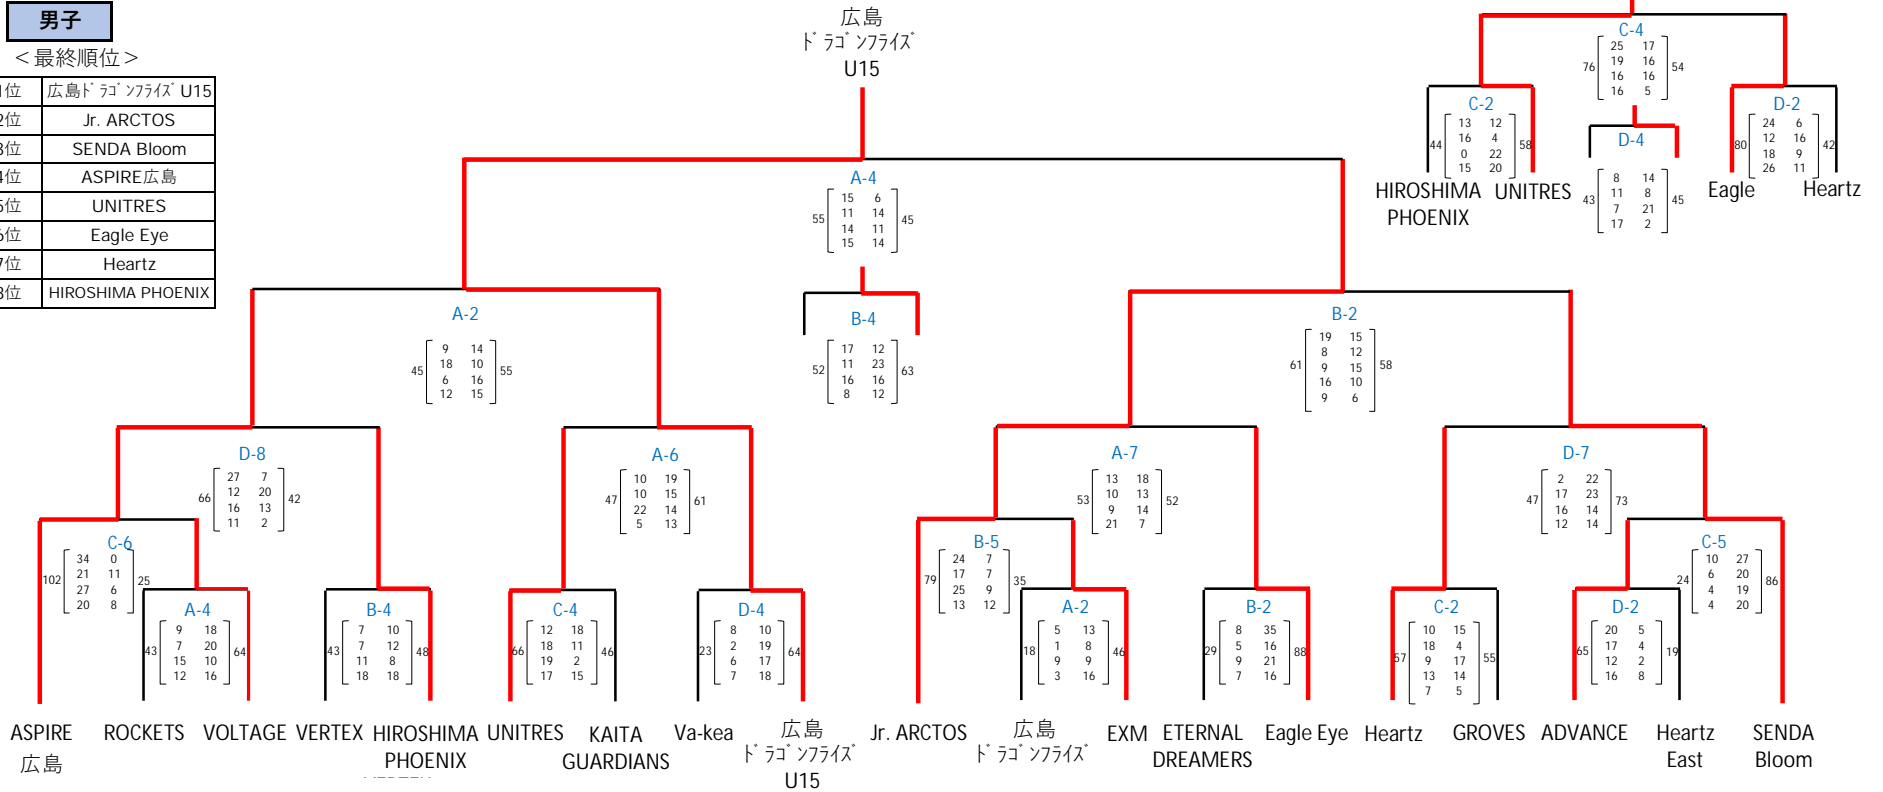 男子
＜最終順位＞
1位 広島ﾄﾞﾗｺﾞﾝﾌﾗｲｽﾞU15
2位 Jr. ARCTOS
3位 SENDA Bloom
4位 ASPIRE広島
5位 UNITRES
6位 Eagle Eye
7位 Heartz
8位 HIROSHIMA PHOENIX
広島
ﾄﾞﾗｺﾞﾝﾌﾗｲｽﾞ
U15
A-4
55 45
15 6
11 14
14 11
15 14
B-4
52 63
17 12
11 23
16 16
8 12
C-4
76 54
25 17
19 16
16 16
16 5
C-2
44 58
13 12
16 4
0 22
15 20
D-4
43 45
8 14
11 8
7 21
17 2
D-2
80 42
24 6
12 16
18 9
26 11
HIROSHIMA
PHOENIX
UNITRES
Eagle
Heartz
A-2
45 55
9 14
18 10
6 16
12 15
B-2
61 58
19 15
8 12
9 15
16 10
9 6
D-8
66 42
27 7
12 20
16 13
11 2
A-6
47 61
10 19
10 15
22 14
5 13
A-7
53 52
13 18
10 13
9 14
21 7
D-7
47 73
2 22
17 23
16 14
12 14
C-6
102 25
34 0
21 11
27 6
20 8
B-5
79 35
24 7
17 7
25 9
13 12
C-5
24 86
10 27
6 20
4 19
4 20
A-4
43 64
9 18
7 20
15 10
12 16
B-4
43 48
7 10
7 12
11 8
18 18
C-4
66 46
12 18
18 11
19 2
17 15
D-4
23 64
8 10
2 19
6 17
7 18
A-2
18 46
5 13
1 8
9 9
3 16
B-2
29 88
8 35
5 16
9 21
7 16
C-2
57 55
10 15
18 4
9 17
13 14
7 5
D-2
65 19
20 5
17 4
12 2
16 8
ASPIRE
広島
ROCKETS
VOLTAGE
VERTEX
HIROSHIMA
PHOENIX
UNITRES
KAITA
GUARDIANS
Va-kea
広島
ﾄﾞﾗｺﾞﾝﾌﾗｲｽﾞ
U15
Jr. ARCTOS
広島
ﾄﾞﾗｺﾞﾝﾌﾗｲｽﾞ
EXM
ETERNAL
DREAMERS
Eagle Eye
Heartz
GROVES
ADVANCE
Heartz
East
SENDA
Bloom